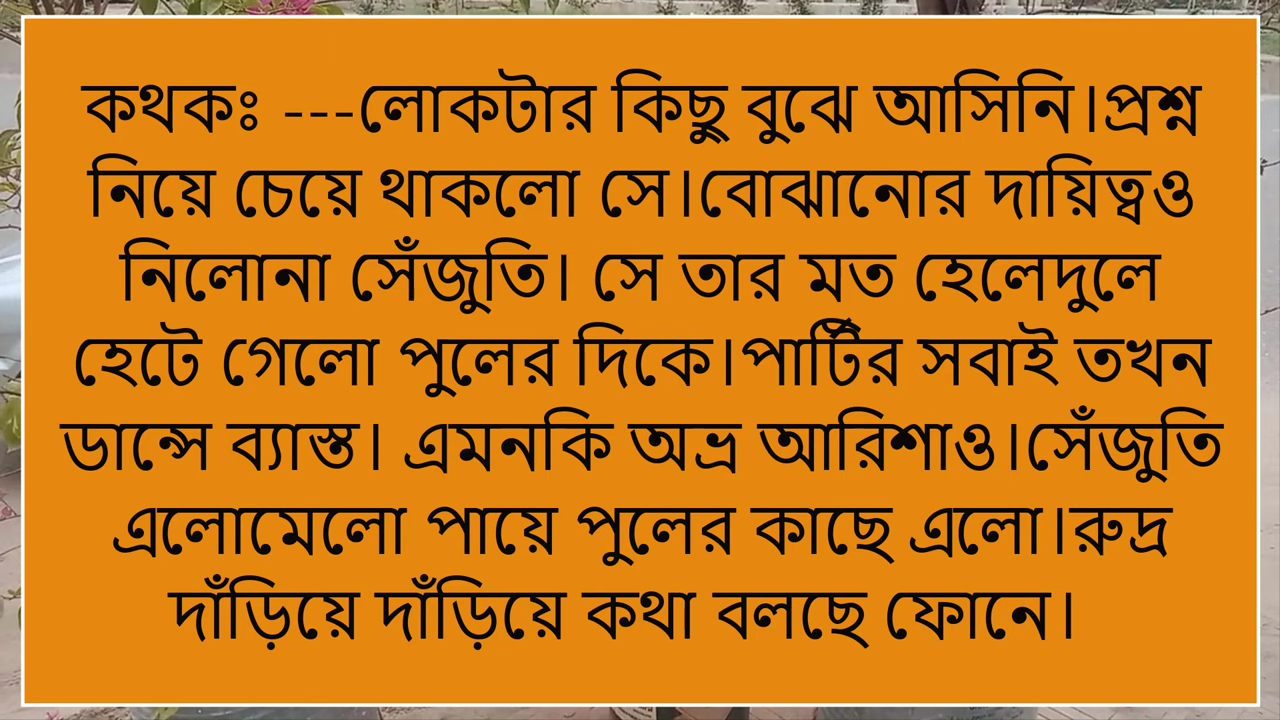 কথকঃ ---লোকটার কিছু বুঝে আসিনি।প্রশ্ন
নিয়ে চেয়ে থাকলো সে।বোঝানোর দায়িত্বও
নিলোনা সেঁজুতি। সে তার মত হেলেদুলে
হেটে গেলো পুলের দিকে।পার্টির সবাই তখন
ডান্সে ব্যাস্ত। এমনকি অভ্র আরিশাও।সেঁজুতি
এলোমেলো পায়ে পুলের কাছে এলো।রুদ্র
দাঁড়িয়ে দাঁড়িয়ে কথা বলছে ফোনে।